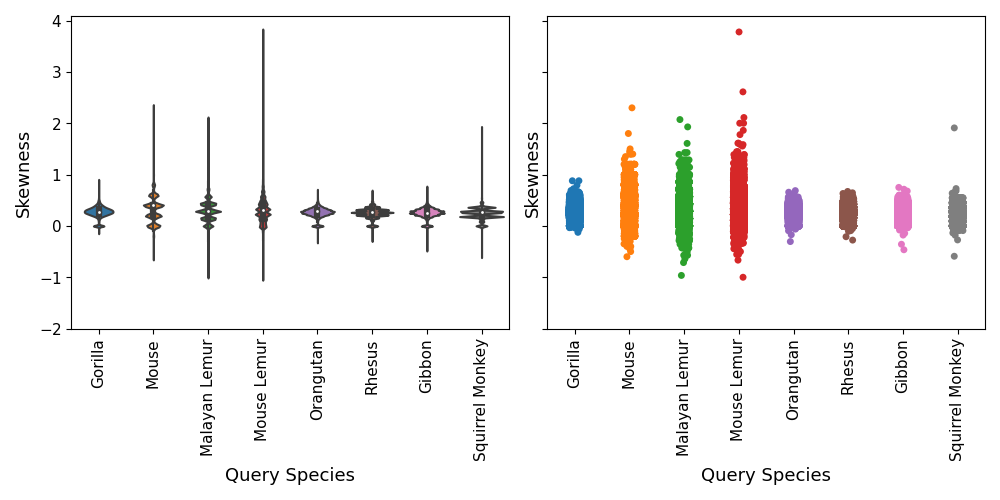 4
3
2
1
0
−1
−2
Skewness
Gorilla
Mouse
Malayan Lemur
Mouse Lemur
Orangutan
Rhesus
Gibbon
Squirrel Monkey
Query Species
Skewness
Gorilla
Mouse
Malayan Lemur
Mouse Lemur
Orangutan
Rhesus
Gibbon
Squirrel Monkey
Query Species